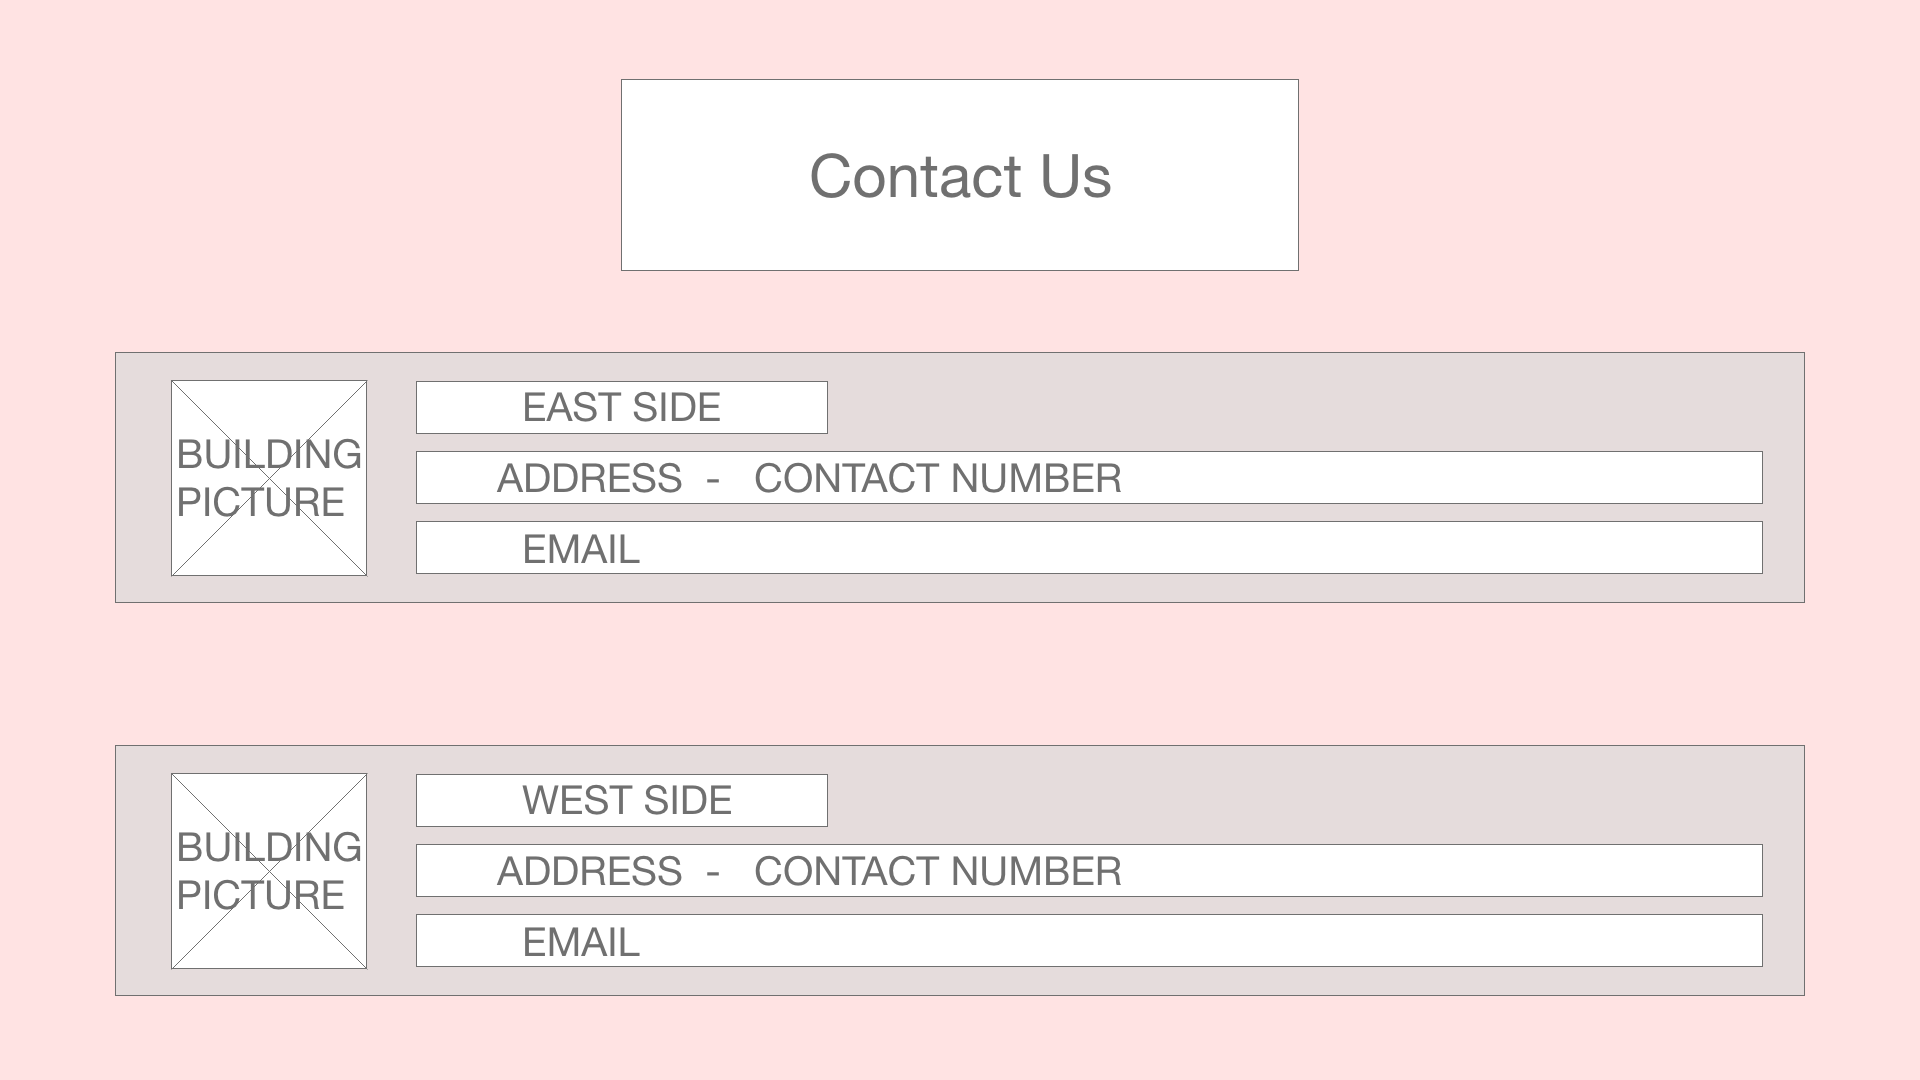 Contact Us
BUILDING
PICTURE
EAST SIDE
ADDRESS - CONTACT NUMBER
EMAIL
BUILDING
PICTURE
WEST SIDE
ADDRESS - CONTACT NUMBER
EMAIL